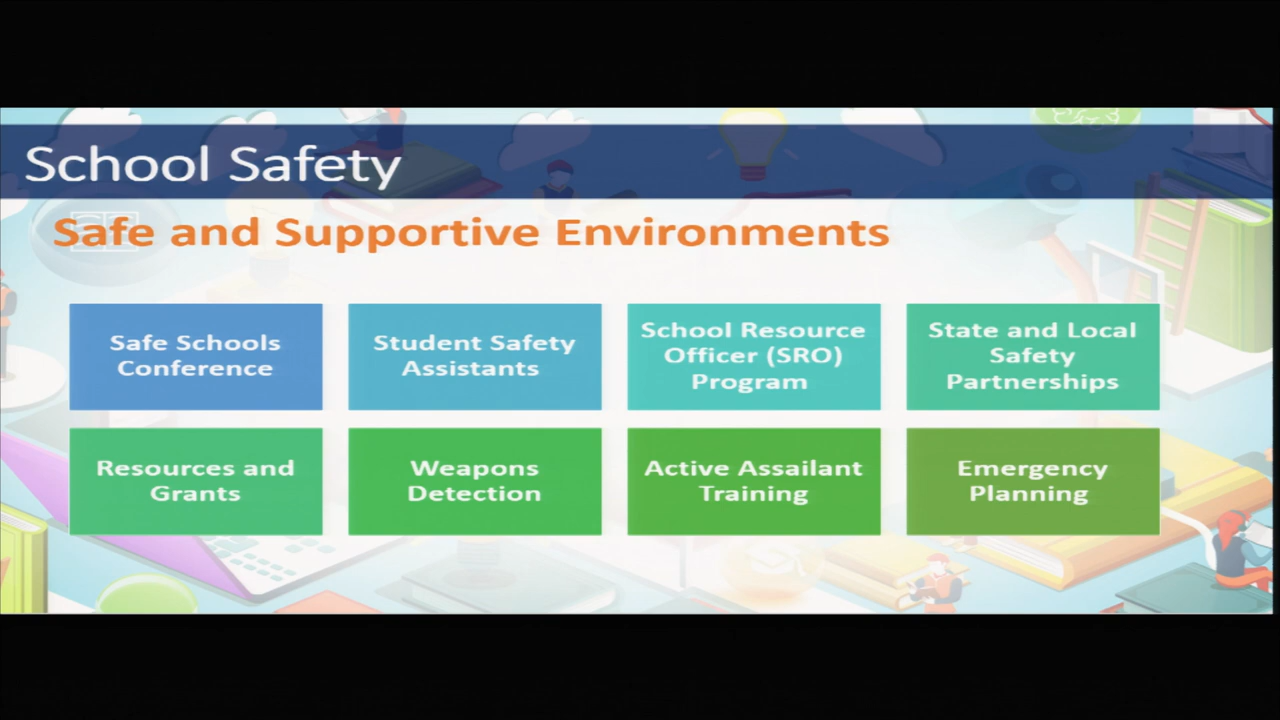 School Safety
Safe and Supportive Environments
Safe Schools
Conference
Student Safety
Assistants
School Resource
Officer (SRO)
Program
State and Local
Safety
Partnerships
Resources and
Grants
Weapons
Detection
Active Assailant
Training
Emergency
Planning